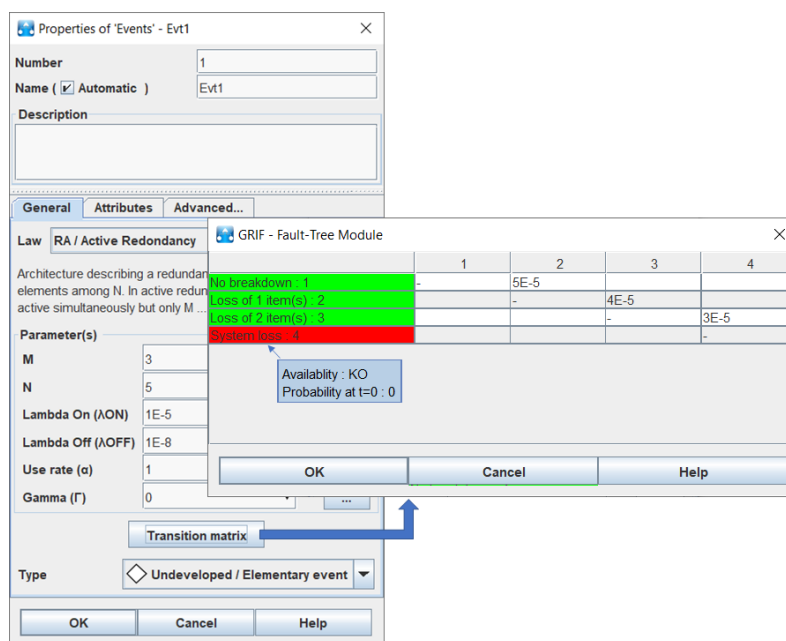 Properties of 'Events' - Evt1
Number
1
Name ( Automatic )
Evt1
Description
General Attributes Advanced...
Law RA / Active Redondancy
Architecture describing a redundan
elements among N. In active redun
active simultaneously but only M ...
Parameter(s)
M
3
N
5
Lambda On (λON)
1E-5
Lambda Off (λOFF)
1E-8
Use rate (α)
1
Gamma (Γ)
0
...
Transition matrix
Type
Undeveloped / Elementary event
OK Cancel Help
GRIF - Fault-Tree Module
1 2 3 4
No breakdown : 1 - 5E-5
Loss of 1 item(s) : 2 - 4E-5
Loss of 2 item(s) : 3 - 3E-5
System loss : 4 -
Availablity : KO
Probability at t=0 : 0
OK Cancel Help